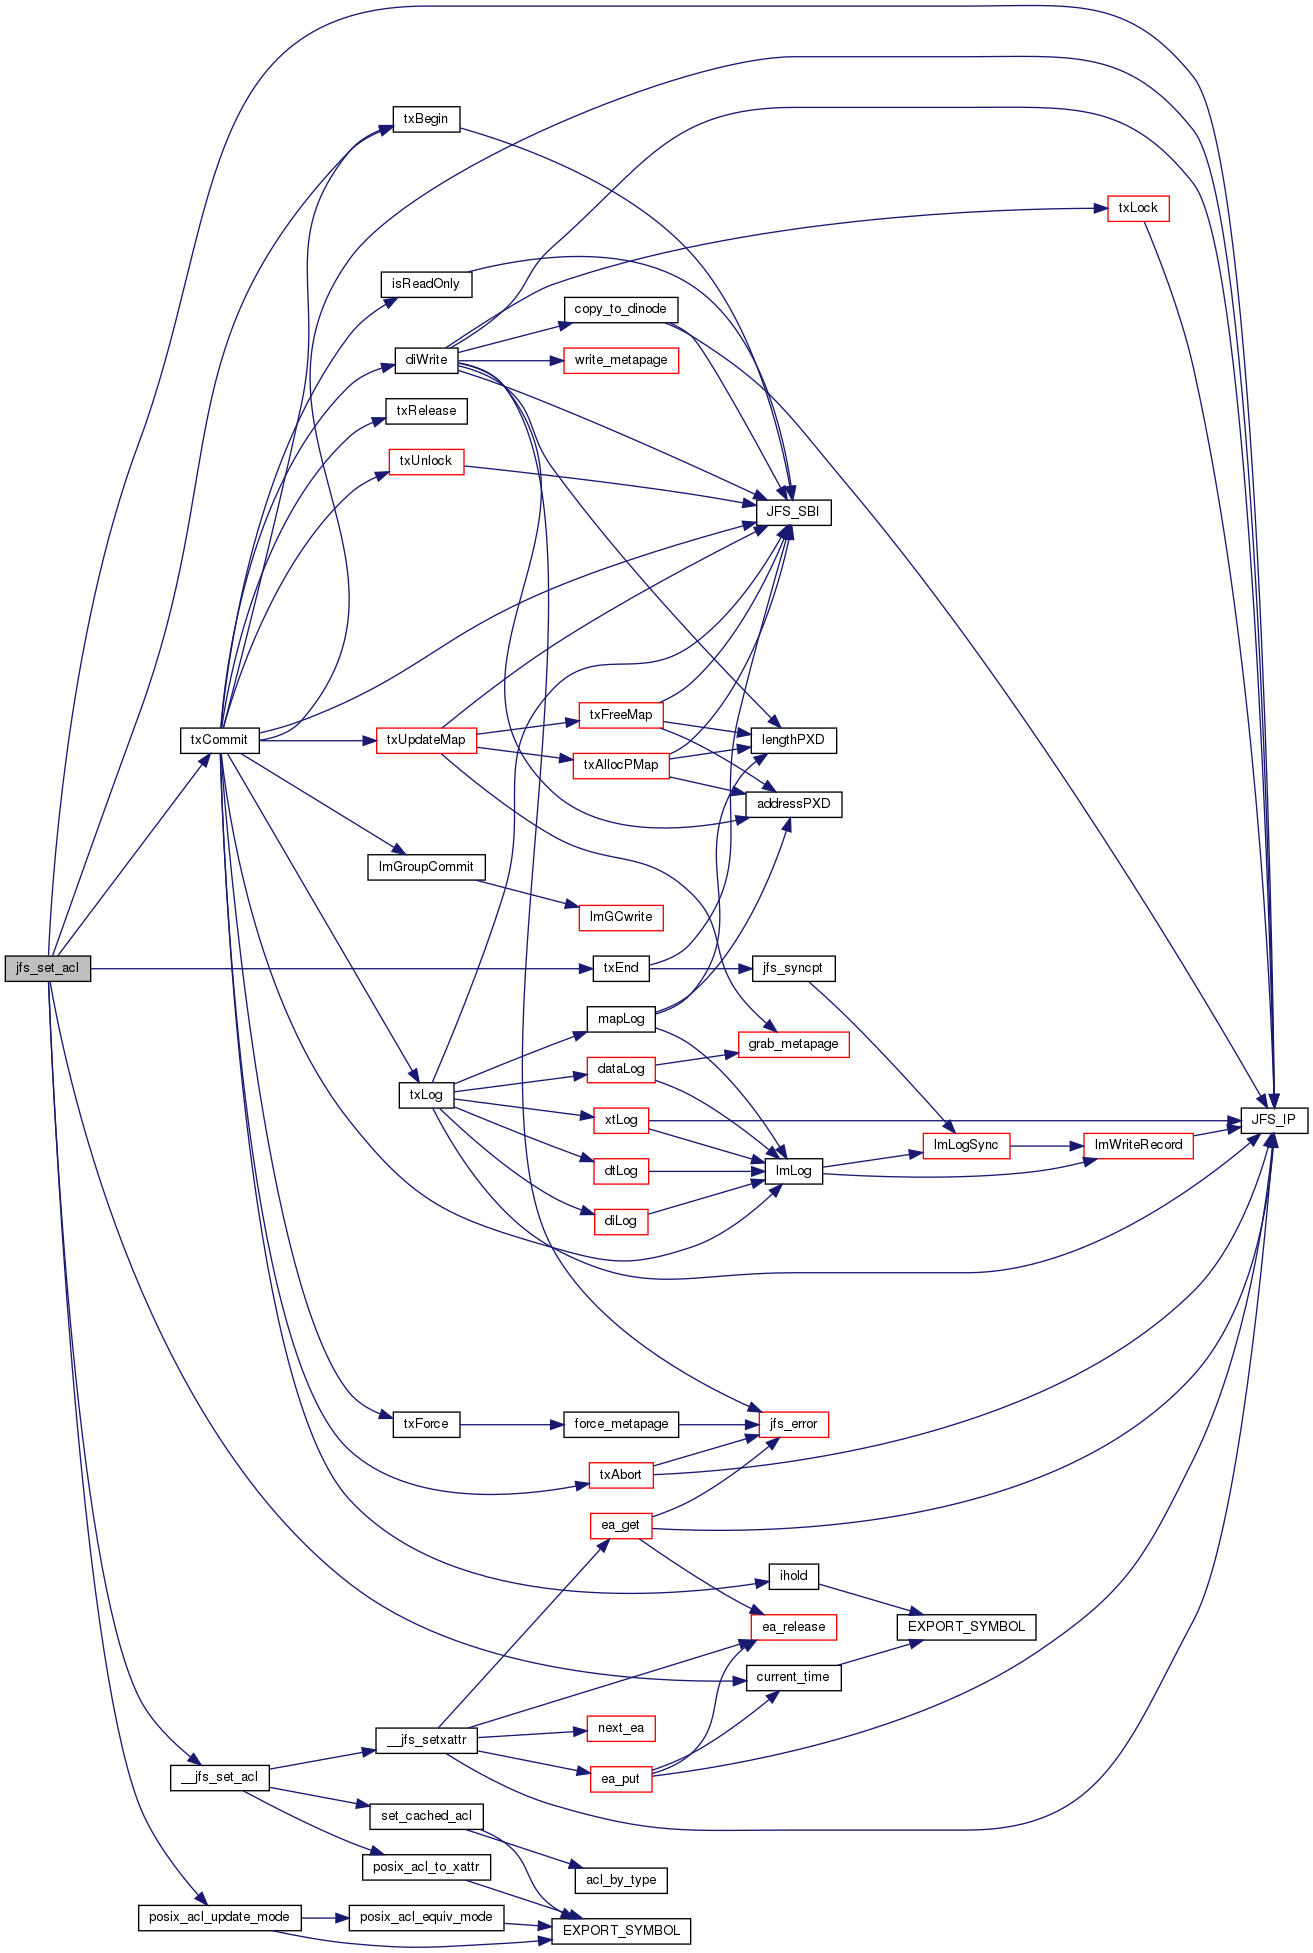 txBegin
txLock
isReadOnly
copy_to_dinode
diWrite
write_metapage
txRelease
txUnlock
JFS_SBI
txFreeMap
txCommit
txUpdateMap
lengthPXD
txAllocPMap
addressPXD
lmGroupCommit
lmGCwrite
jfs_set_acl
txEnd
jfs_syncpt
mapLog
grab_metapage
dataLog
txLog
xtLog
JFS_IP
lmLogSync
lmWriteRecord
dtLog
lmLog
diLog
txForce
force_metapage
jfs_error
txAbort
ea_get
ihold
ea_release
EXPORT_SYMBOL
current_time
next_ea
__jfs_setxattr
__jfs_set_acl
ea_put
set_cached_acl
posix_acl_to_xattr
acl_by_type
posix_acl_update_mode
posix_acl_equiv_mode
EXPORT_SYMBOL